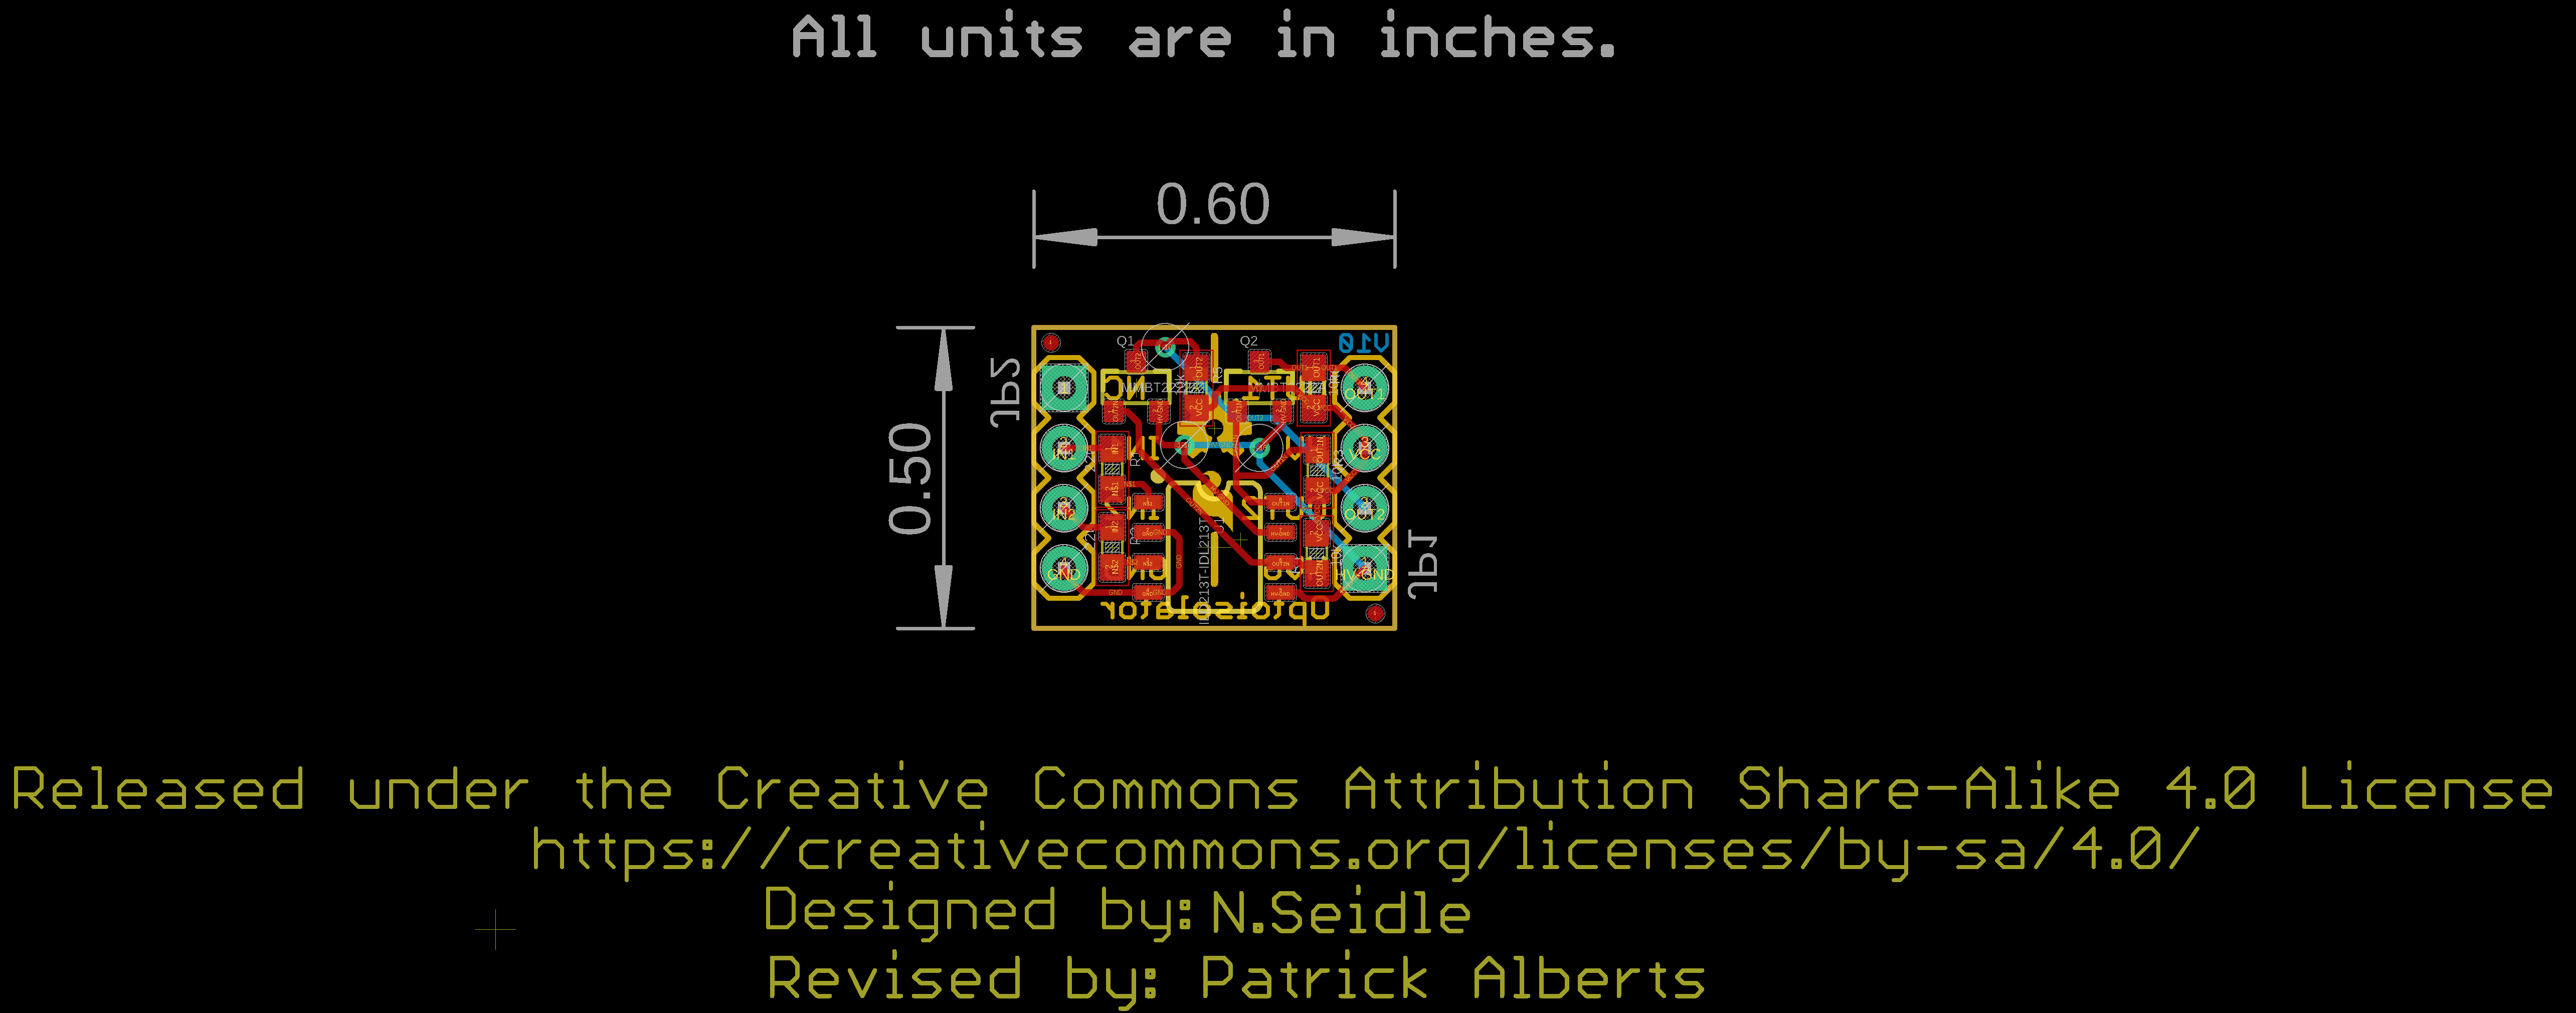 All units are in inches.
0.60
0.50
JP2
JP1
V10
Q1
Q2
OUT1
IN1
VCC
IN2
OUT2
GND
HV-GND
Optoisolator
Released under the Creative Commons Attribution Share-Alike 4.0 License
https://creativecommons.org/licenses/by-sa/4.0/
Designed by: N.Seidle
Revised by: Patrick Alberts